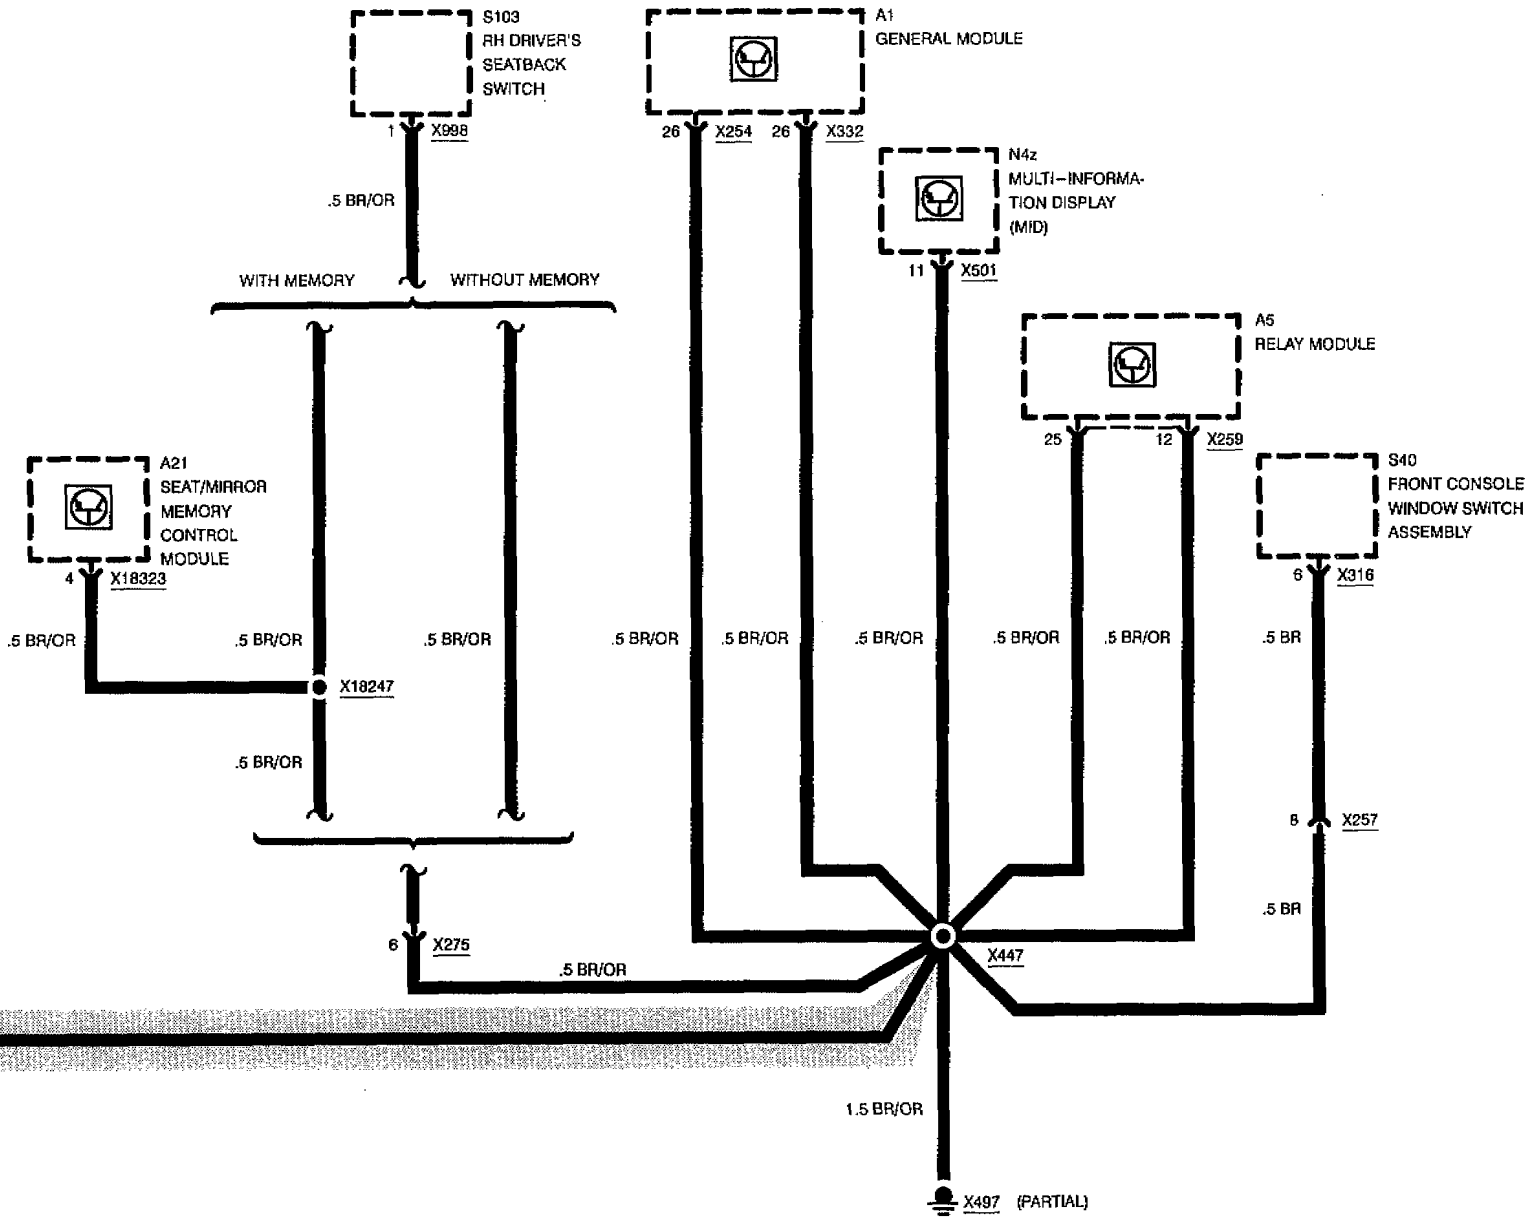 S103
RH DRIVER'S
SEATBACK
SWITCH
A1
GENERAL MODULE
1 X998
26 X254 26 X332
N4z
MULTI-INFORMA-
TION DISPLAY
(MID)
.5 BR/OR
11 X501
WITH MEMORY WITHOUT MEMORY
A5
RELAY MODULE
25 12 X259
A21
SEAT/MIRROR
MEMORY
CONTROL
MODULE
S40
FRONT CONSOLE
WINDOW SWITCH
ASSEMBLY
4 X18323
6 X316
.5 BR/OR .5 BR/OR .5 BR/OR .5 BR/OR .5 BR/OR .5 BR/OR .5 BR/OR .5 BR/OR .5 BR
X18247
.5 BR/OR
X257
.5 BR
6 X275
X447
.5 BR/OR
1.5 BR/OR
X497 (PARTIAL)